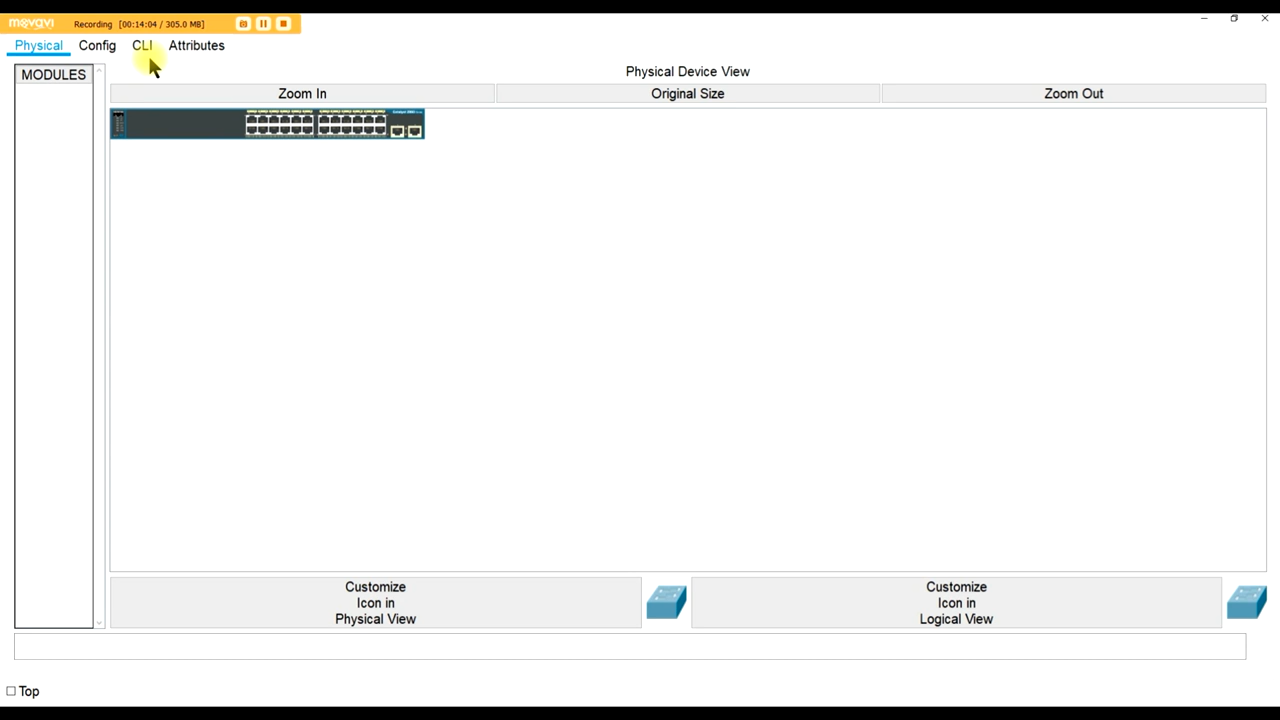 movavi Recording [00:14:04 / 305.0 MB]
Physical Config CLI Attributes
MODULES
Physical Device View
Zoom In Original Size Zoom Out
Customize
Icon in
Physical View
Customize
Icon in
Logical View
Top